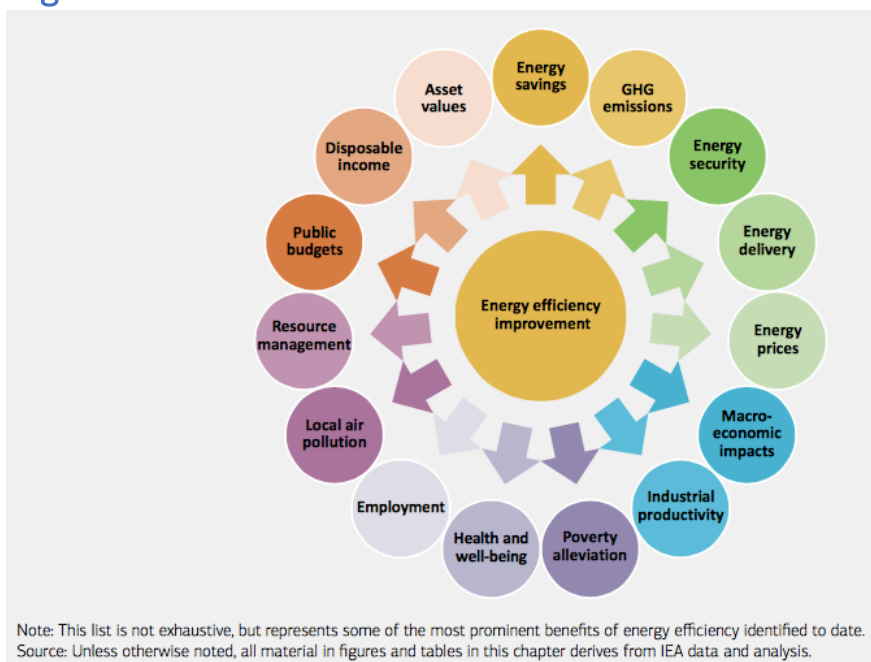 Energy
savings
GHG
emissions
Energy
security
Energy
delivery
Energy
prices
Macro-
economic
impacts
Industrial
productivity
Poverty
alleviation
Health and
well-being
Employment
Local air
pollution
Resource
management
Public
budgets
Disposable
income
Asset
values
Energy efficiency
improvement
Note: This list is not exhaustive, but represents some of the most prominent benefits of energy efficiency identified to date.
Source: Unless otherwise noted, all material in figures and tables in this chapter derives from IEA data and analysis.